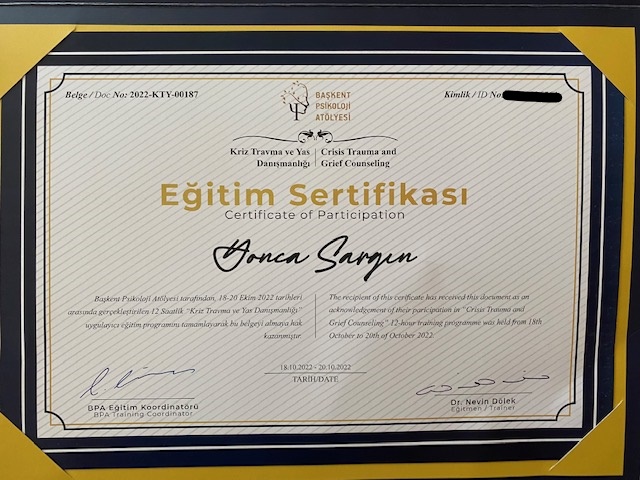 Belge / Doc No: 2022-KTY-00187
BAŞKENT
PSİKOLOJİ
ATÖLYESİ
Kimlik / ID No:
Kriz Travma ve Yas
Danışmanlığı
Crisis Trauma and
Grief Counseling
Eğitim Sertifikası
Certificate of Participation
Yonca Sargın
Başkent Psikoloji Atölyesi tarafından, 18-20 Ekim 2022 tarihleri
arasında gerçekleştirilen 12 Saatlik "Kriz Travma ve Yas Danışmanlığı"
uygulayıcı eğitim programını tamamlayarak bu belgeyi almaya hak
kazanmıştır.
The recipient of this cerificate has received this document as an
acknowledgement of their participation in "Crisis Trauma and
Grief Counseling" 12-hour training programme was held from 18th
October to 20th of October 2022.
18.10.2022 - 20.10.2022
TARİH/DATE
BPA Eğitim Koordinatörü
BPA Training Coordinator
Dr. Nevin Dölek
Eğitmen / Trainer